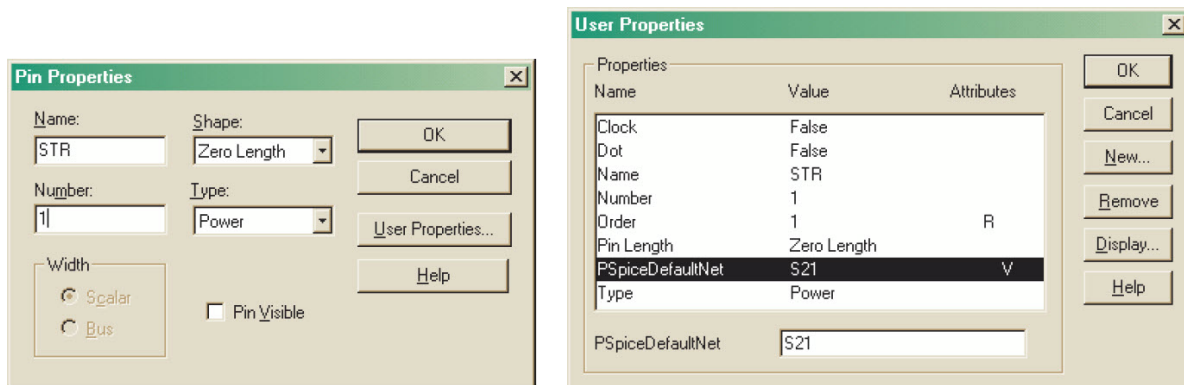 Pin Properties
Name:
STR
Shape:
Zero Length
Number:
1
Type:
Power
Width
Scalar
Bus
Pin Visible
OK
Cancel
User Properties...
Help
User Properties
Properties
Name Value Attributes
Clock False
Dot False
Name STR
Number 1
Order 1 R
Pin Length Zero Length
PSpiceDefaultNet S21 V
Type Power
PSpiceDefaultNet S21
OK
Cancel
New...
Remove
Display...
Help